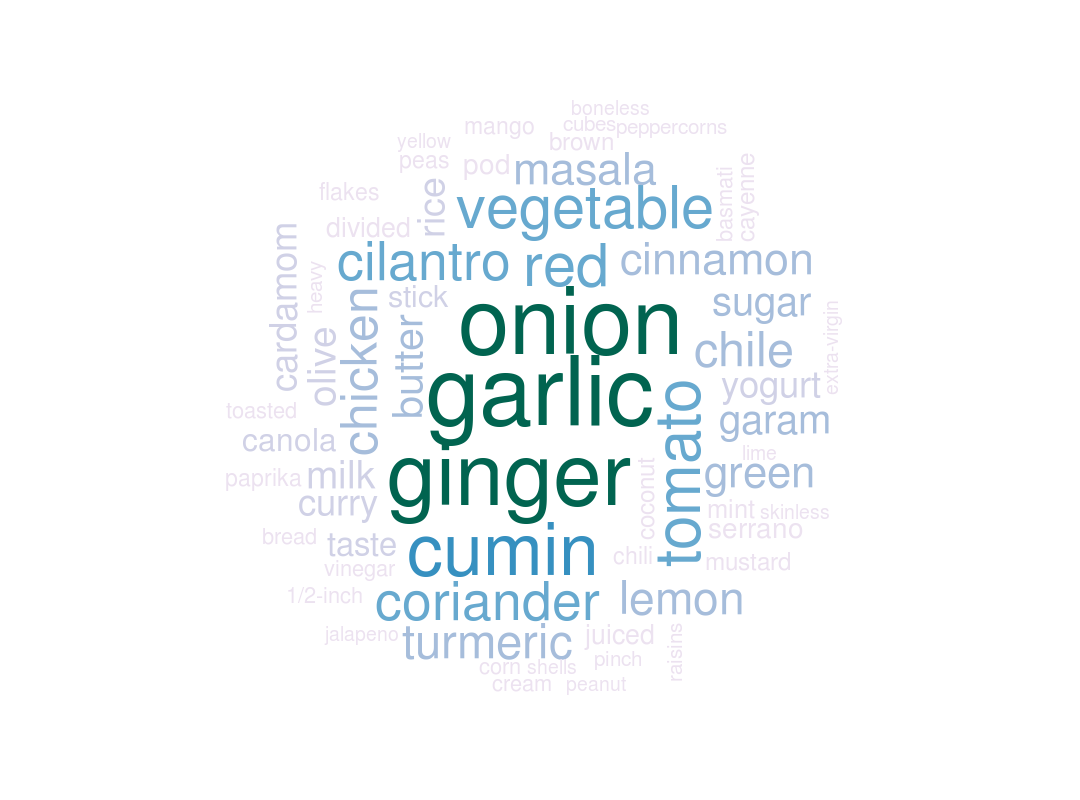 boneless
mango
cubes
peppercorns
yellow
brown
peas
pod
masala
flakes
rice
basmati
cayenne
vegetable
divided
cilantro
red
cinnamon
cardamom
heavy
stick
onion
sugar
extra-virgin
chicken
olive
butter
chile
garlic
yogurt
toasted
tomato
garam
canola
lime
paprika
milk
ginger
coconut
green
curry
mint
skinless
serrano
bread
taste
cumin
chili
mustard
vinegar
1/2-inch
coriander
lemon
jalapeno
turmeric
juiced
raisins
corn
shells
pinch
cream
peanut